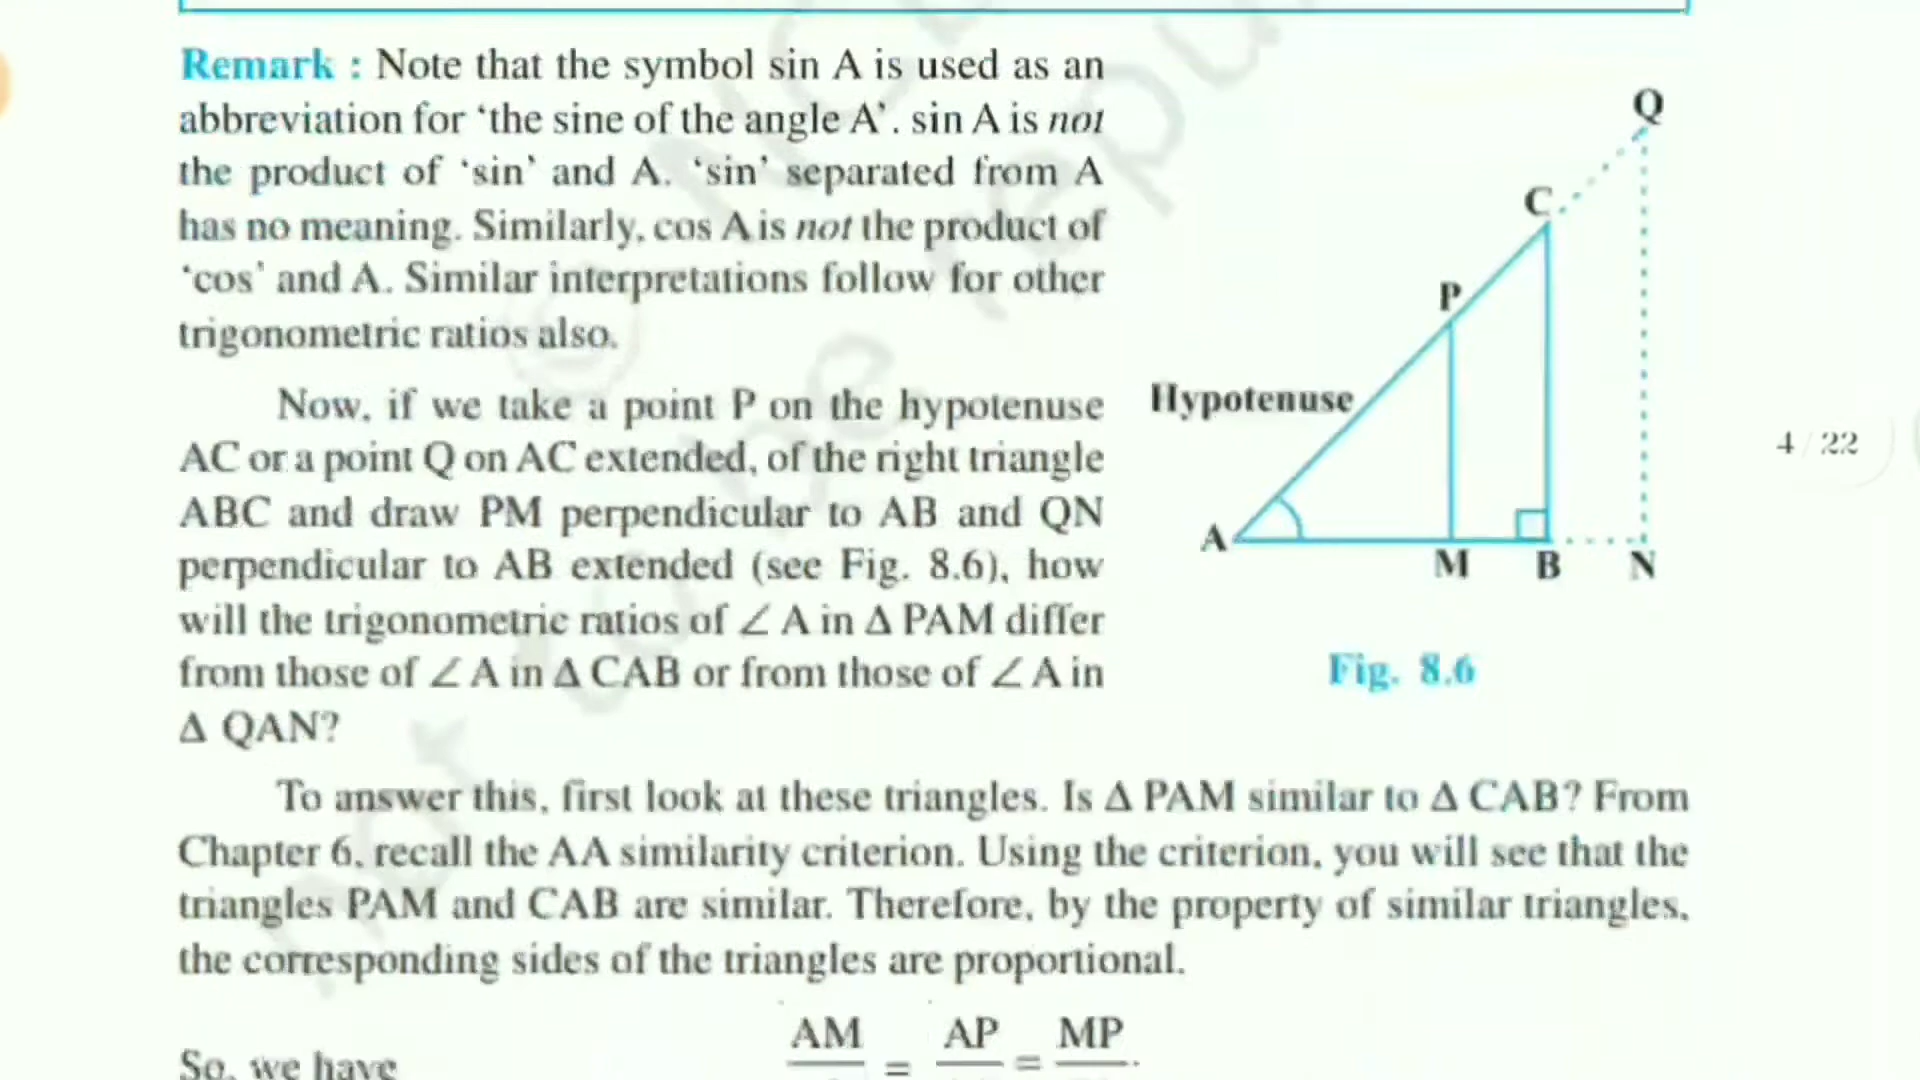 Remark : Note that the symbol sin A is used as an
abbreviation for ‘the sine of the angle A’. sin A is not
the product of ‘sin’ and A. ‘sin’ separated from A
has no meaning. Similarly, cos A is not the product of
‘cos’ and A. Similar interpretations follow for other
trigonometric ratios also.
Now, if we take a point P on the hypotenuse
AC or a point Q on AC extended, of the right triangle
ABC and draw PM perpendicular to AB and QN
perpendicular to AB extended (see Fig. 8.6), how
will the trigonometric ratios of ∠ A in Δ PAM differ
from those of ∠ A in Δ CAB or from those of ∠ A in
Δ QAN?
Q
C
P
Hypotenuse
A
M B N
Fig. 8.6
4 / 22
To answer this, first look at these triangles. Is Δ PAM similar to Δ CAB? From
Chapter 6, recall the AA similarity criterion. Using the criterion, you will see that the
triangles PAM and CAB are similar. Therefore, by the property of similar triangles,
the corresponding sides of the triangles are proportional.
AM AP MP
So, we have = =